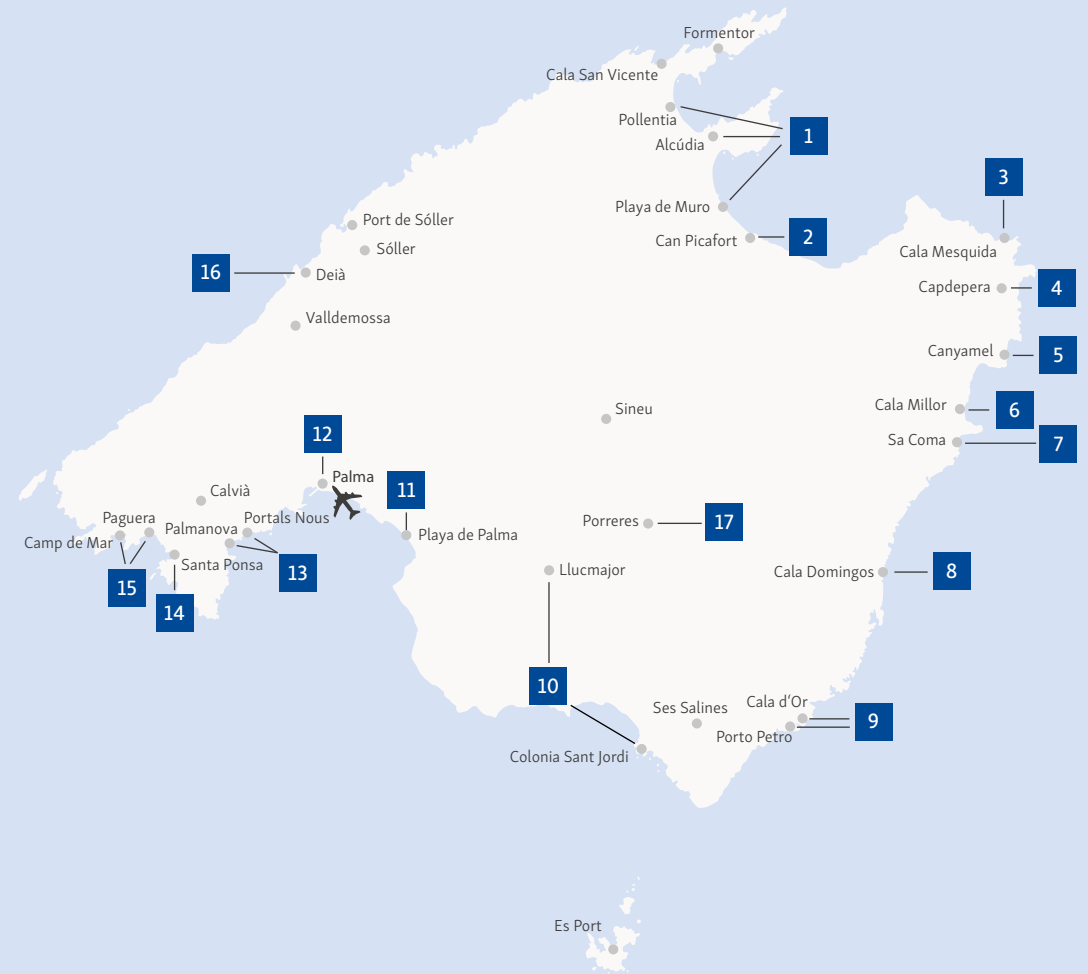 Formentor
Cala San Vicente
Pollentia
1
Alcúdia
3
Playa de Muro
Port de Sóller
2
Can Picafort
Sóller
Cala Mesquida
16
Deià
Capdepera
4
Valldemossa
Canyamel
5
Cala Millor
6
Sineu
12
Sa Coma
7
Palma
11
Calvià
Paguera
Portals Nous
Porreres
17
Palmanova
Playa de Palma
Camp de Mar
Santa Ponsa
13
Llucmajor
Cala Domingos
8
15
14
10
Cala d‘Or
Ses Salines
9
Porto Petro
Colonia Sant Jordi
Es Port